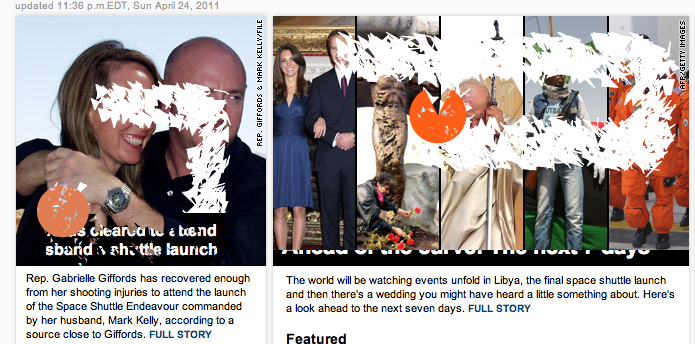 updated 11:36 p.m.EDT, Sun April 24, 2011
REP. GIFFORDS & MARK KELLY/FILE
AFP/GETTY IMAGES
cleared to
shuttle launch
Ahead of the curve: The next 7 days
Rep. Gabrielle Giffords has recovered enough
from her shooting injuries to attend the launch
of the Space Shuttle Endeavour commanded
by her husband, Mark Kelly, according to a
source close to Giffords. FULL STORY
The world will be watching events unfold in Libya, the final space shuttle launch
and then there's a wedding you might have heard a little something about. Here's
a look ahead to the next seven days. FULL STORY
Featured